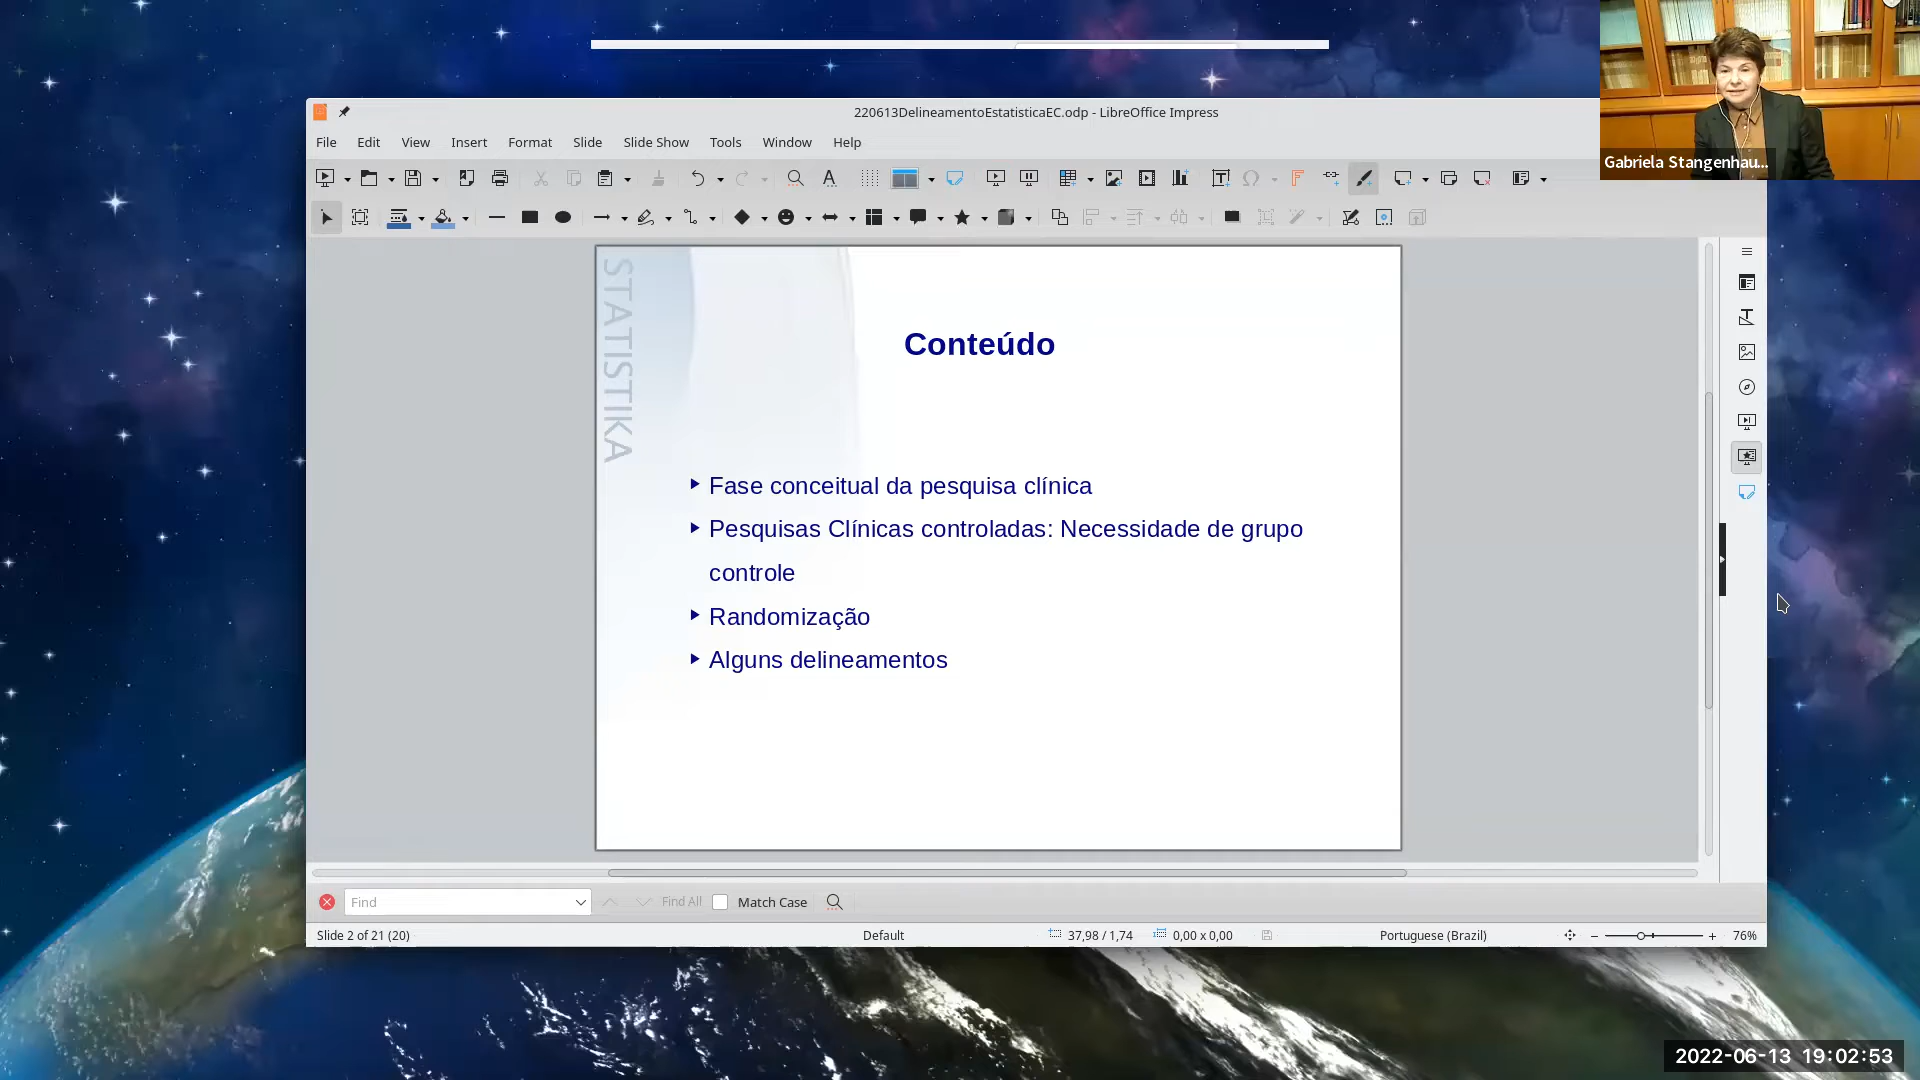 220613DelineamentoEstatisticaEC.odp - LibreOffice Impress
Gabriela Stangenhau...
File Edit View Insert Format Slide Slide Show Tools Window Help
STATISTIKA
Conteúdo
Fase conceitual da pesquisa clínica
Pesquisas Clínicas controladas: Necessidade de grupo
controle
Randomização
Alguns delineamentos
Find
Find All
Match Case
Slide 2 of 21 (20)
Default
37,98 / 1,74
0,00 x 0,00
Portuguese (Brazil)
76%
2022-06-13 19:02:53